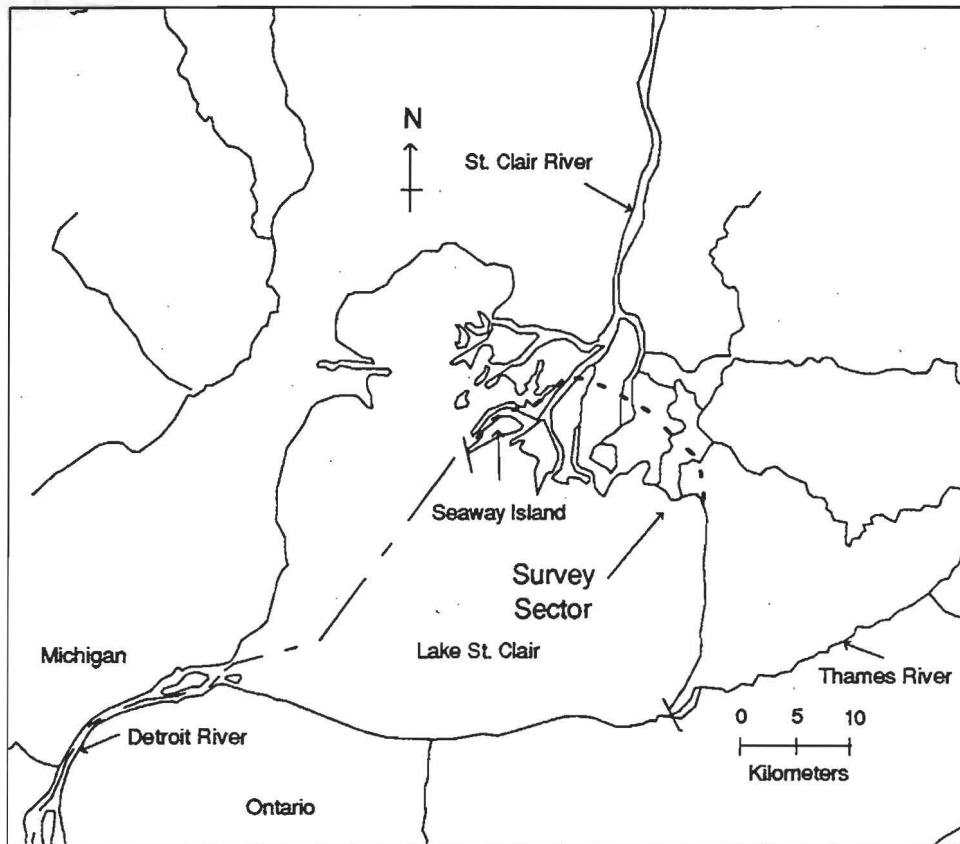 N
St. Clair River
Seaway Island
Survey
Sector
Michigan
Lake St. Clair
Thames River
0 5 10
Kilometers
Detroit River
Ontario